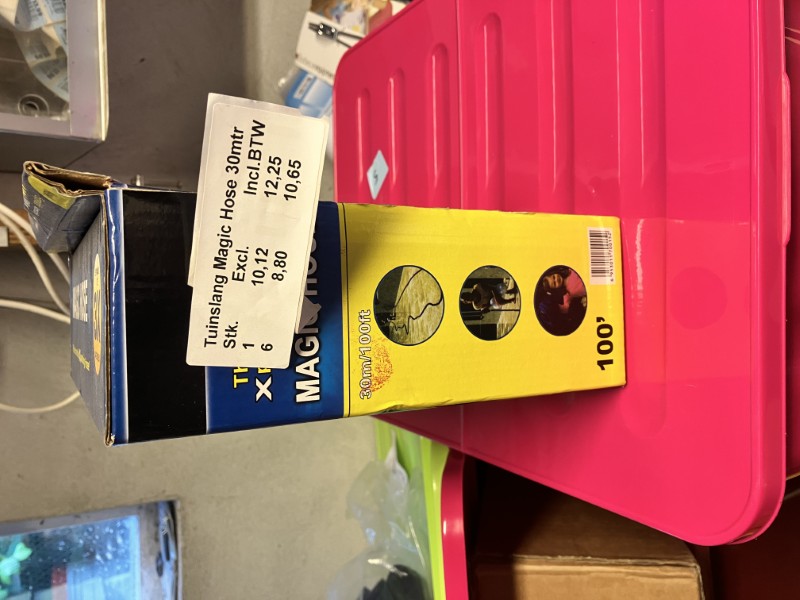 Tuinslang Magic Hose 30mtr
Stk. Excl. Incl.BTW
1 10,12 12,25
6 8,80 10,65
X
MAGIC
30m/100ft
100'